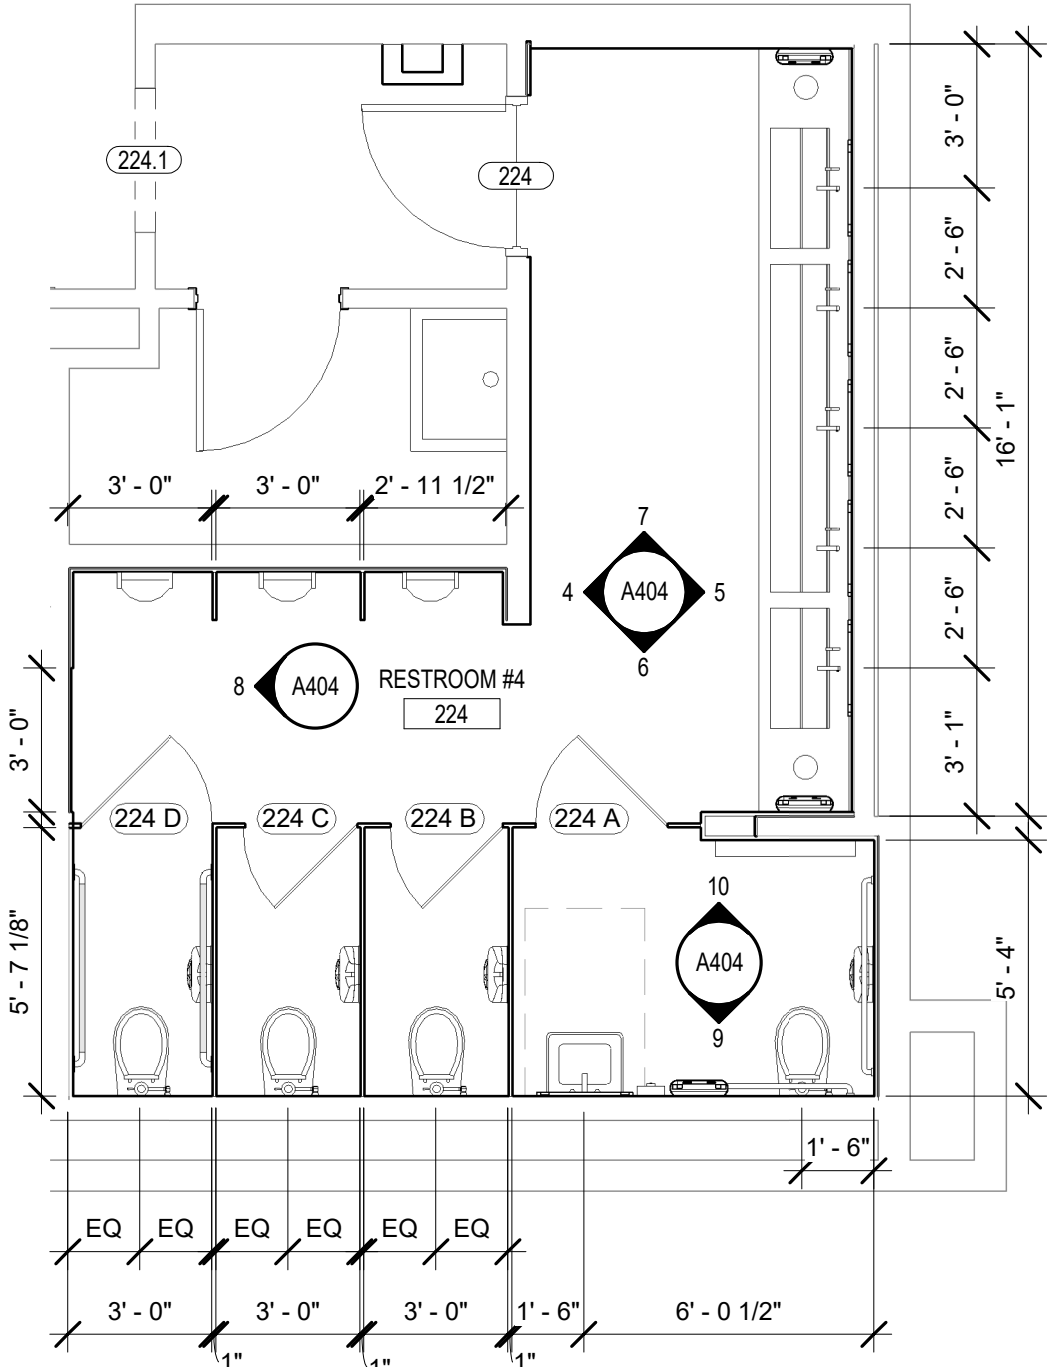 3' - 0"
224.1
224
2' - 6"
2' - 6"
16' - 1"
3' - 0"
3' - 0"
2' - 11 1/2"
2' - 6"
7
4
A404
5
6
2' - 6"
8
A404
RESTROOM #4
224
3' - 0"
3' - 1"
224 D
224 C
224 B
224 A
10
A404
9
5' - 7 1/8"
5' - 4"
1' - 6"
EQ
EQ
EQ
EQ
EQ
EQ
3' - 0"
3' - 0"
3' - 0"
1' - 6"
6' - 0 1/2"
1"
1"
1"